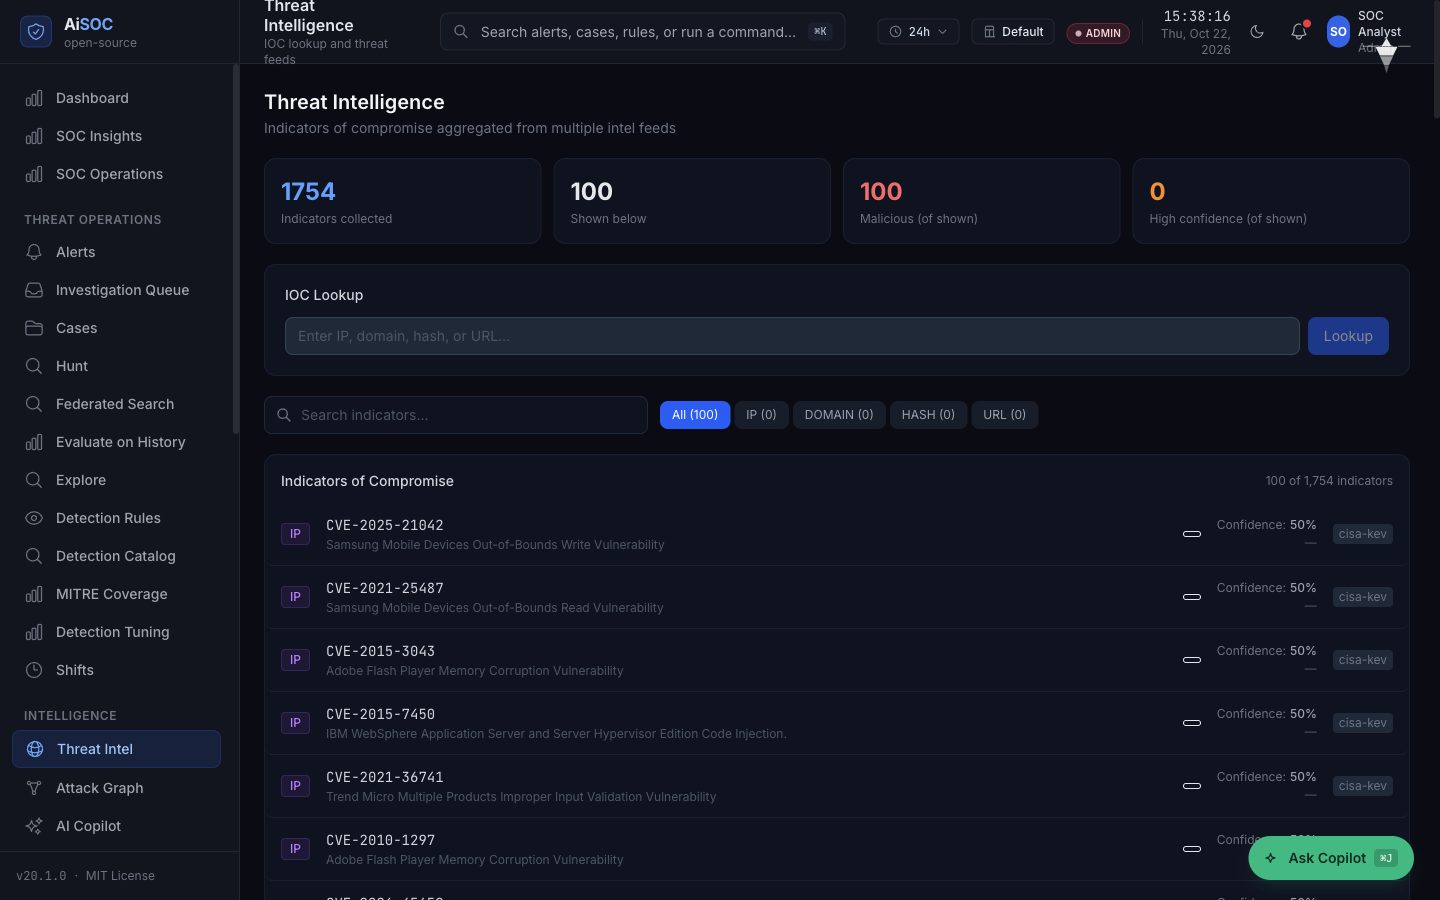 AiSOC
open-source
Dashboard
SOC Insights
SOC Operations
THREAT OPERATIONS
Alerts
Investigation Queue
Cases
Hunt
Federated Search
Evaluate on History
Explore
Detection Rules
Detection Catalog
MITRE Coverage
Detection Tuning
Shifts
INTELLIGENCE
Threat Intel
Attack Graph
AI Copilot
v20.1.0 · MIT License
Threat
Intelligence
IOC lookup and threat
feeds
Search alerts, cases, rules, or run a command... ⌘K
24h
Default
ADMIN
15:38:16
Thu, Oct 22,
2026
SO
SOC
Analyst
Threat Intelligence
Indicators of compromise aggregated from multiple intel feeds
1754
Indicators collected
100
Shown below
100
Malicious (of shown)
0
High confidence (of shown)
IOC Lookup
Enter IP, domain, hash, or URL...
Lookup
Search indicators...
All (100)
IP (0)
DOMAIN (0)
HASH (0)
URL (0)
Indicators of Compromise
100 of 1,754 indicators
IP
CVE-2025-21042
Samsung Mobile Devices Out-of-Bounds Write Vulnerability
Confidence: 50%
—
cisa-kev
IP
CVE-2021-25487
Samsung Mobile Devices Out-of-Bounds Read Vulnerability
Confidence: 50%
—
cisa-kev
IP
CVE-2015-3043
Adobe Flash Player Memory Corruption Vulnerability
Confidence: 50%
—
cisa-kev
IP
CVE-2015-7450
IBM WebSphere Application Server and Server Hypervisor Edition Code Injection.
Confidence: 50%
—
cisa-kev
IP
CVE-2021-36741
Trend Micro Multiple Products Improper Input Validation Vulnerability
Confidence: 50%
—
cisa-kev
IP
CVE-2010-1297
Adobe Flash Player Memory Corruption Vulnerability
Ask Copilot ⌘J